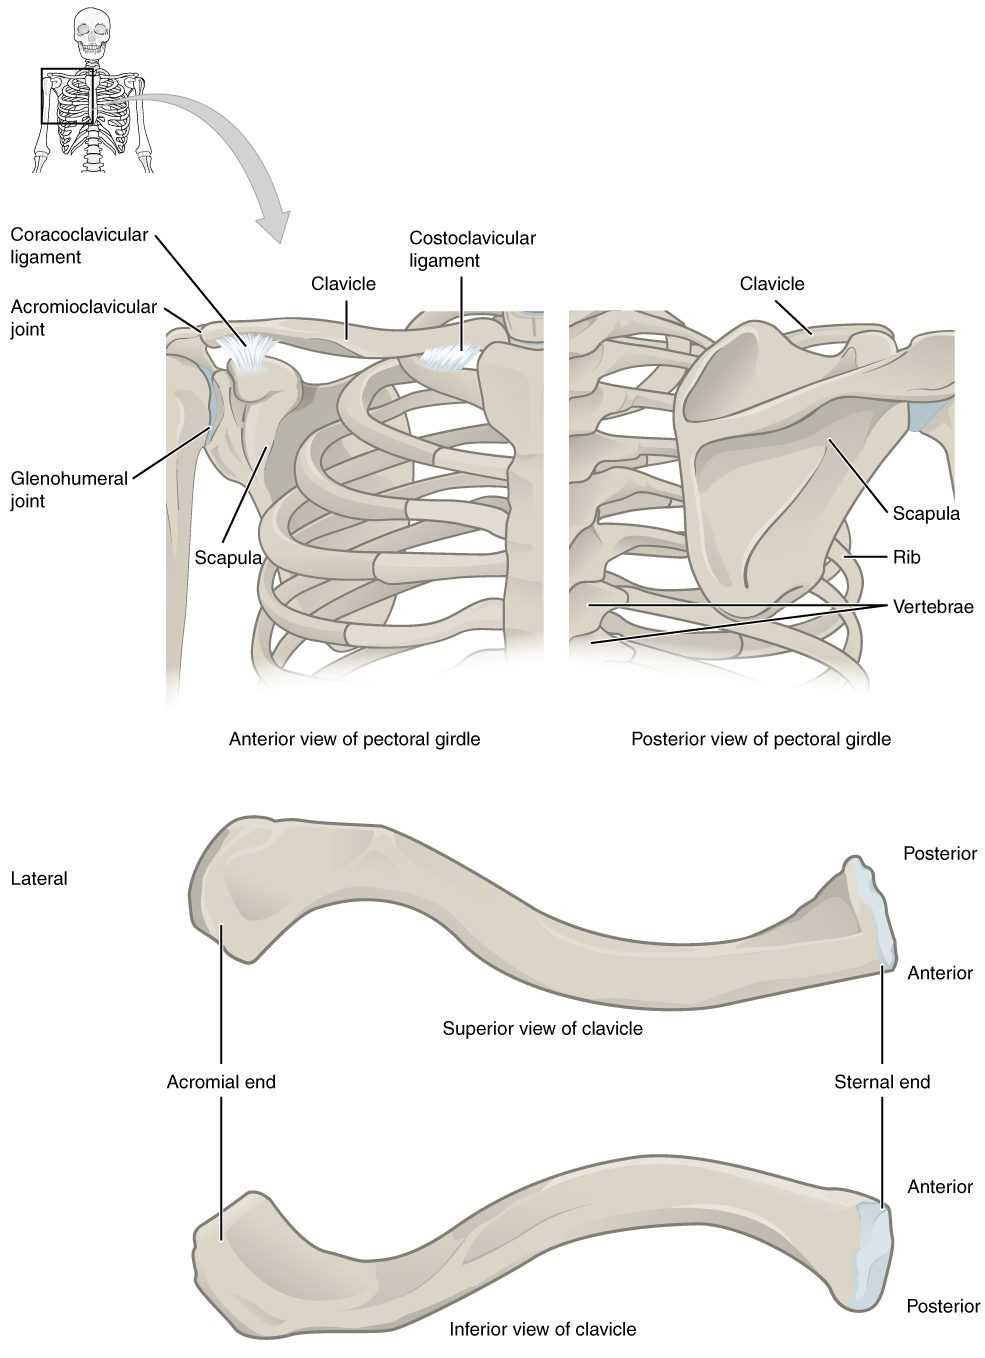 Coracoclavicular
ligament
Costoclavicular
ligament
Clavicle
Clavicle
Acromioclavicular
joint
Glenohumeral
joint
Scapula
Scapula
Rib
Vertebrae
Anterior view of pectoral girdle
Posterior view of pectoral girdle
Posterior
Lateral
Anterior
Superior view of clavicle
Acromial end
Sternal end
Anterior
Posterior
Inferior view of clavicle